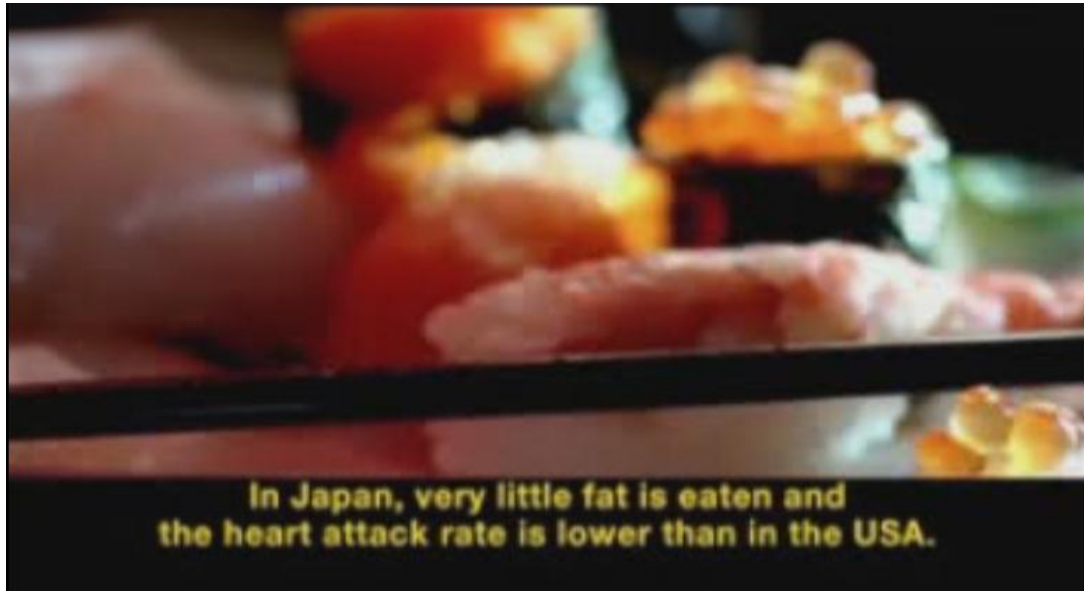 In Japan, very little fat is eaten and
the heart attack rate is lower than in the USA.